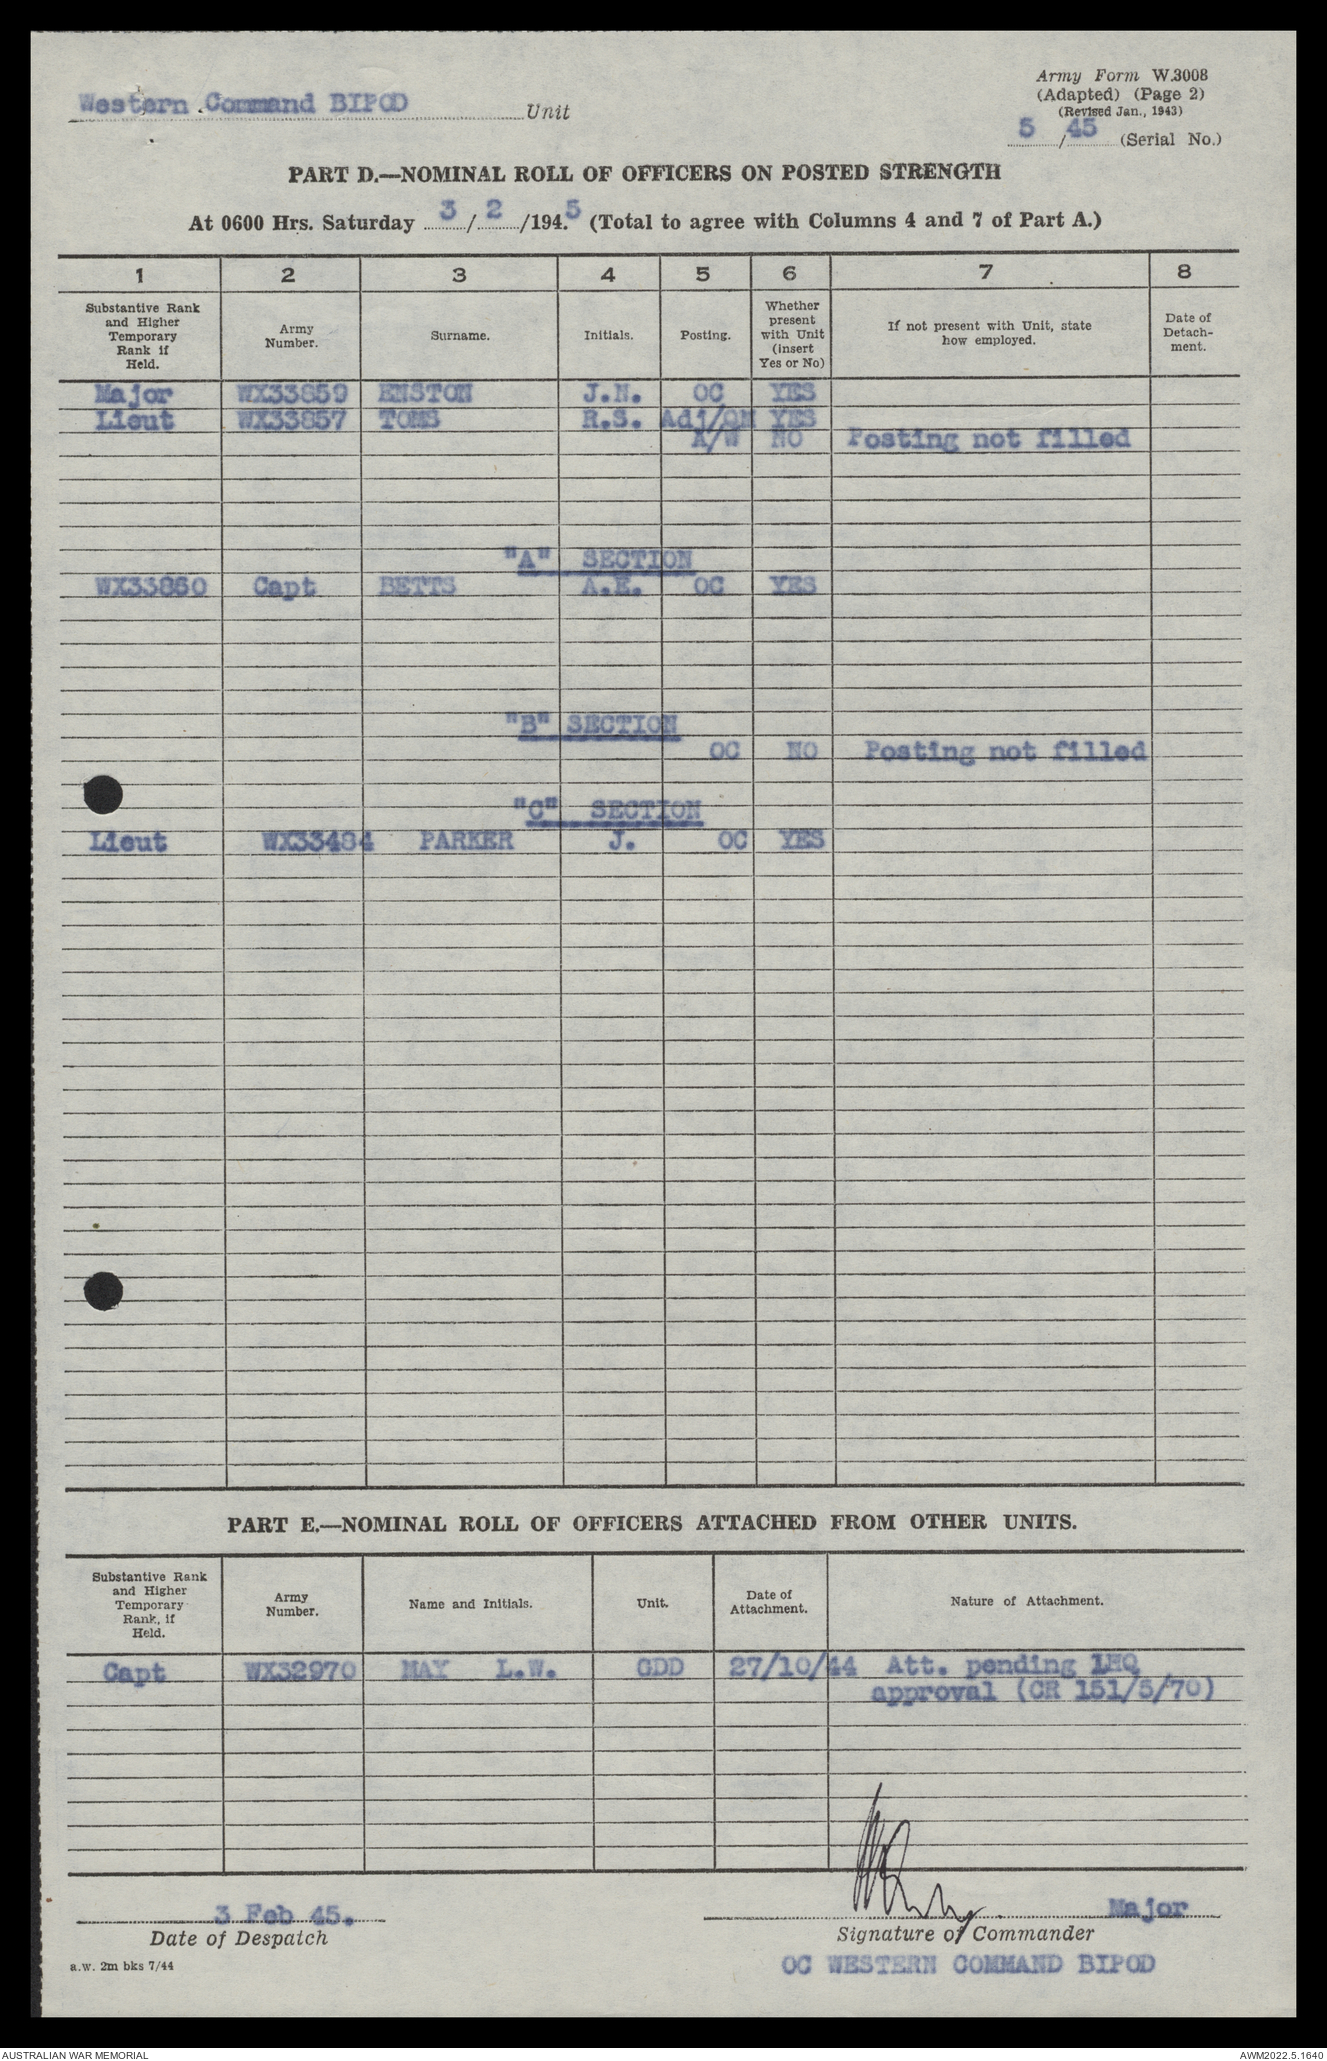 Western Command BIPOD Unit
Army Form W.3008
(Adapted) (Page 2)
(Revised Jan., 1943)
5 / 45 (Serial No.)
PART D.—NOMINAL ROLL OF OFFICERS ON POSTED STRENGTH
At 0600 Hrs. Saturday 3 / 2 /194.5 (Total to agree with Columns 4 and 7 of Part A.)
1 2 3 4 5 6 7 8
Substantive Rank and Higher Temporary Rank if Held. Army Number. Surname. Initials. Posting. Whether present with Unit (insert Yes or No) If not present with Unit, state how employed. Date of Detach-ment.
Major WX33859 ENSTON J.N. OC YES
Lieut WX33857 TOMS R.S. Adj/QM YES
A/W NO Posting not filled
"A" SECTION
WX33860 Capt BETTS A.E. OC YES
"B" SECTION
OC NO Posting not filled
"C" SECTION
Lieut WX33484 PARKER J. OC YES
PART E.—NOMINAL ROLL OF OFFICERS ATTACHED FROM OTHER UNITS.
Substantive Rank and Higher Temporary Rank, if Held. Army Number. Name and Initials. Unit. Date of Attachment. Nature of Attachment.
Capt WX32970 MAY L.W. GDD 27/10/44 Att. pending LHQ
approval (CR 151/5/70)
3 Feb 45. Major
Date of Despatch Signature of Commander
a.w. 2m bks 7/44 OC WESTERN COMMAND BIPOD
AUSTRALIAN WAR MEMORIAL AWM2022.5.1640